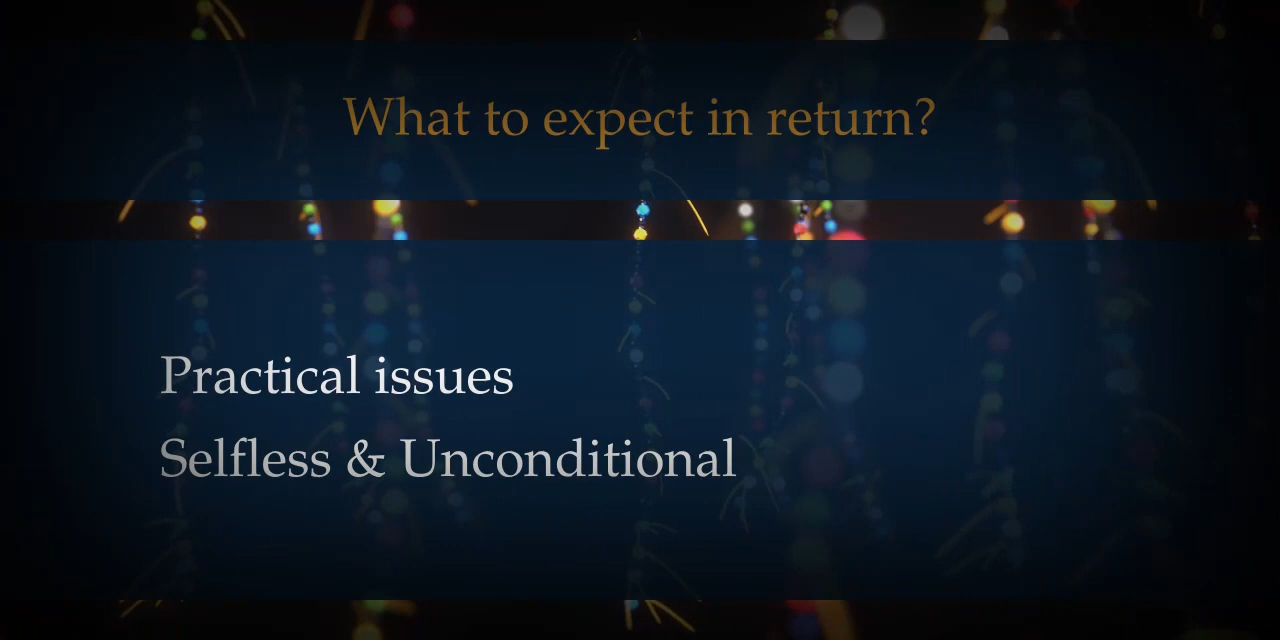 What to expect in return?
Practical issues
Selfless & Unconditional